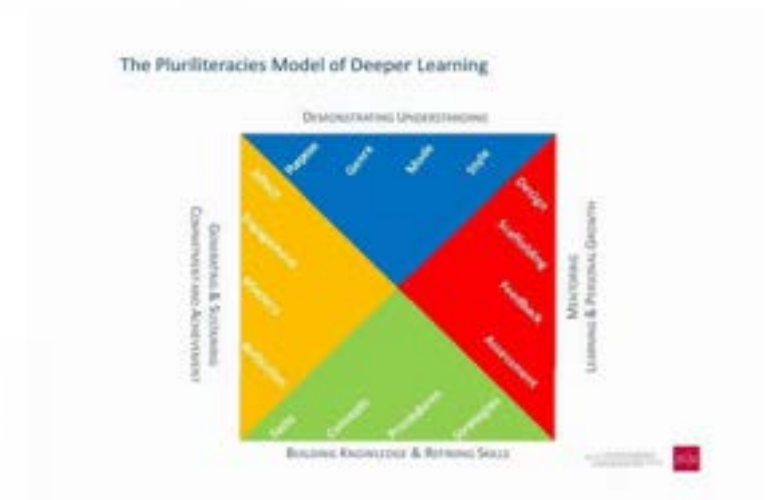 The Pluriliteracies Model of Deeper Learning
DEMONSTRATING UNDERSTANDING
Purpose
Genre
Mode
Style
Affect
Engagement
Mastery
Reflection
Design
Scaffolding
Feedback
Assessment
Facts
Concepts
Procedures
Strategies
GENERATING & SUSTAINING
COMMITMENT AND ACHIEVEMENT
MENTORING
LEARNING & PERSONAL GROWTH
BUILDING KNOWLEDGE & REFINING SKILLS